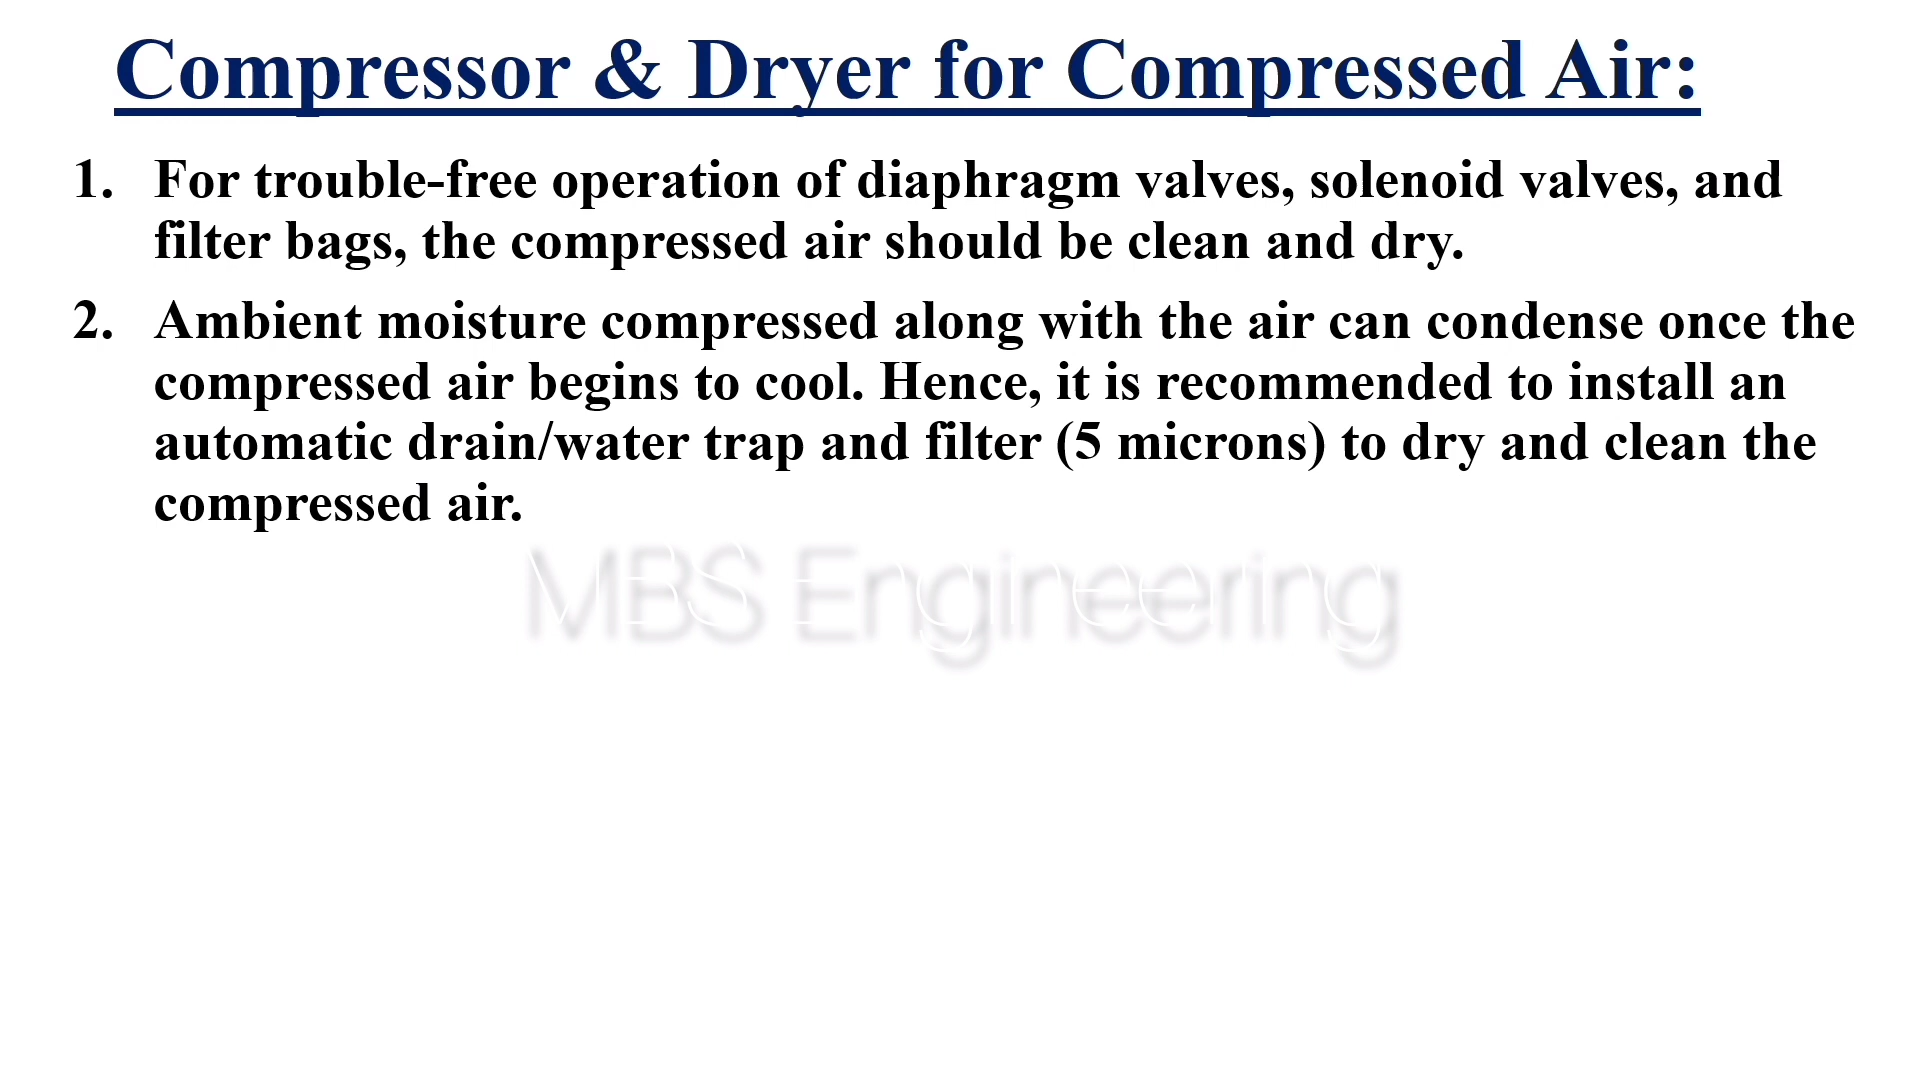 Compressor & Dryer for Compressed Air:
1. For trouble-free operation of diaphragm valves, solenoid valves, and
filter bags, the compressed air should be clean and dry.
2. Ambient moisture compressed along with the air can condense once the
compressed air begins to cool. Hence, it is recommended to install an
automatic drain/water trap and filter (5 microns) to dry and clean the
compressed air.
MBS Engineering